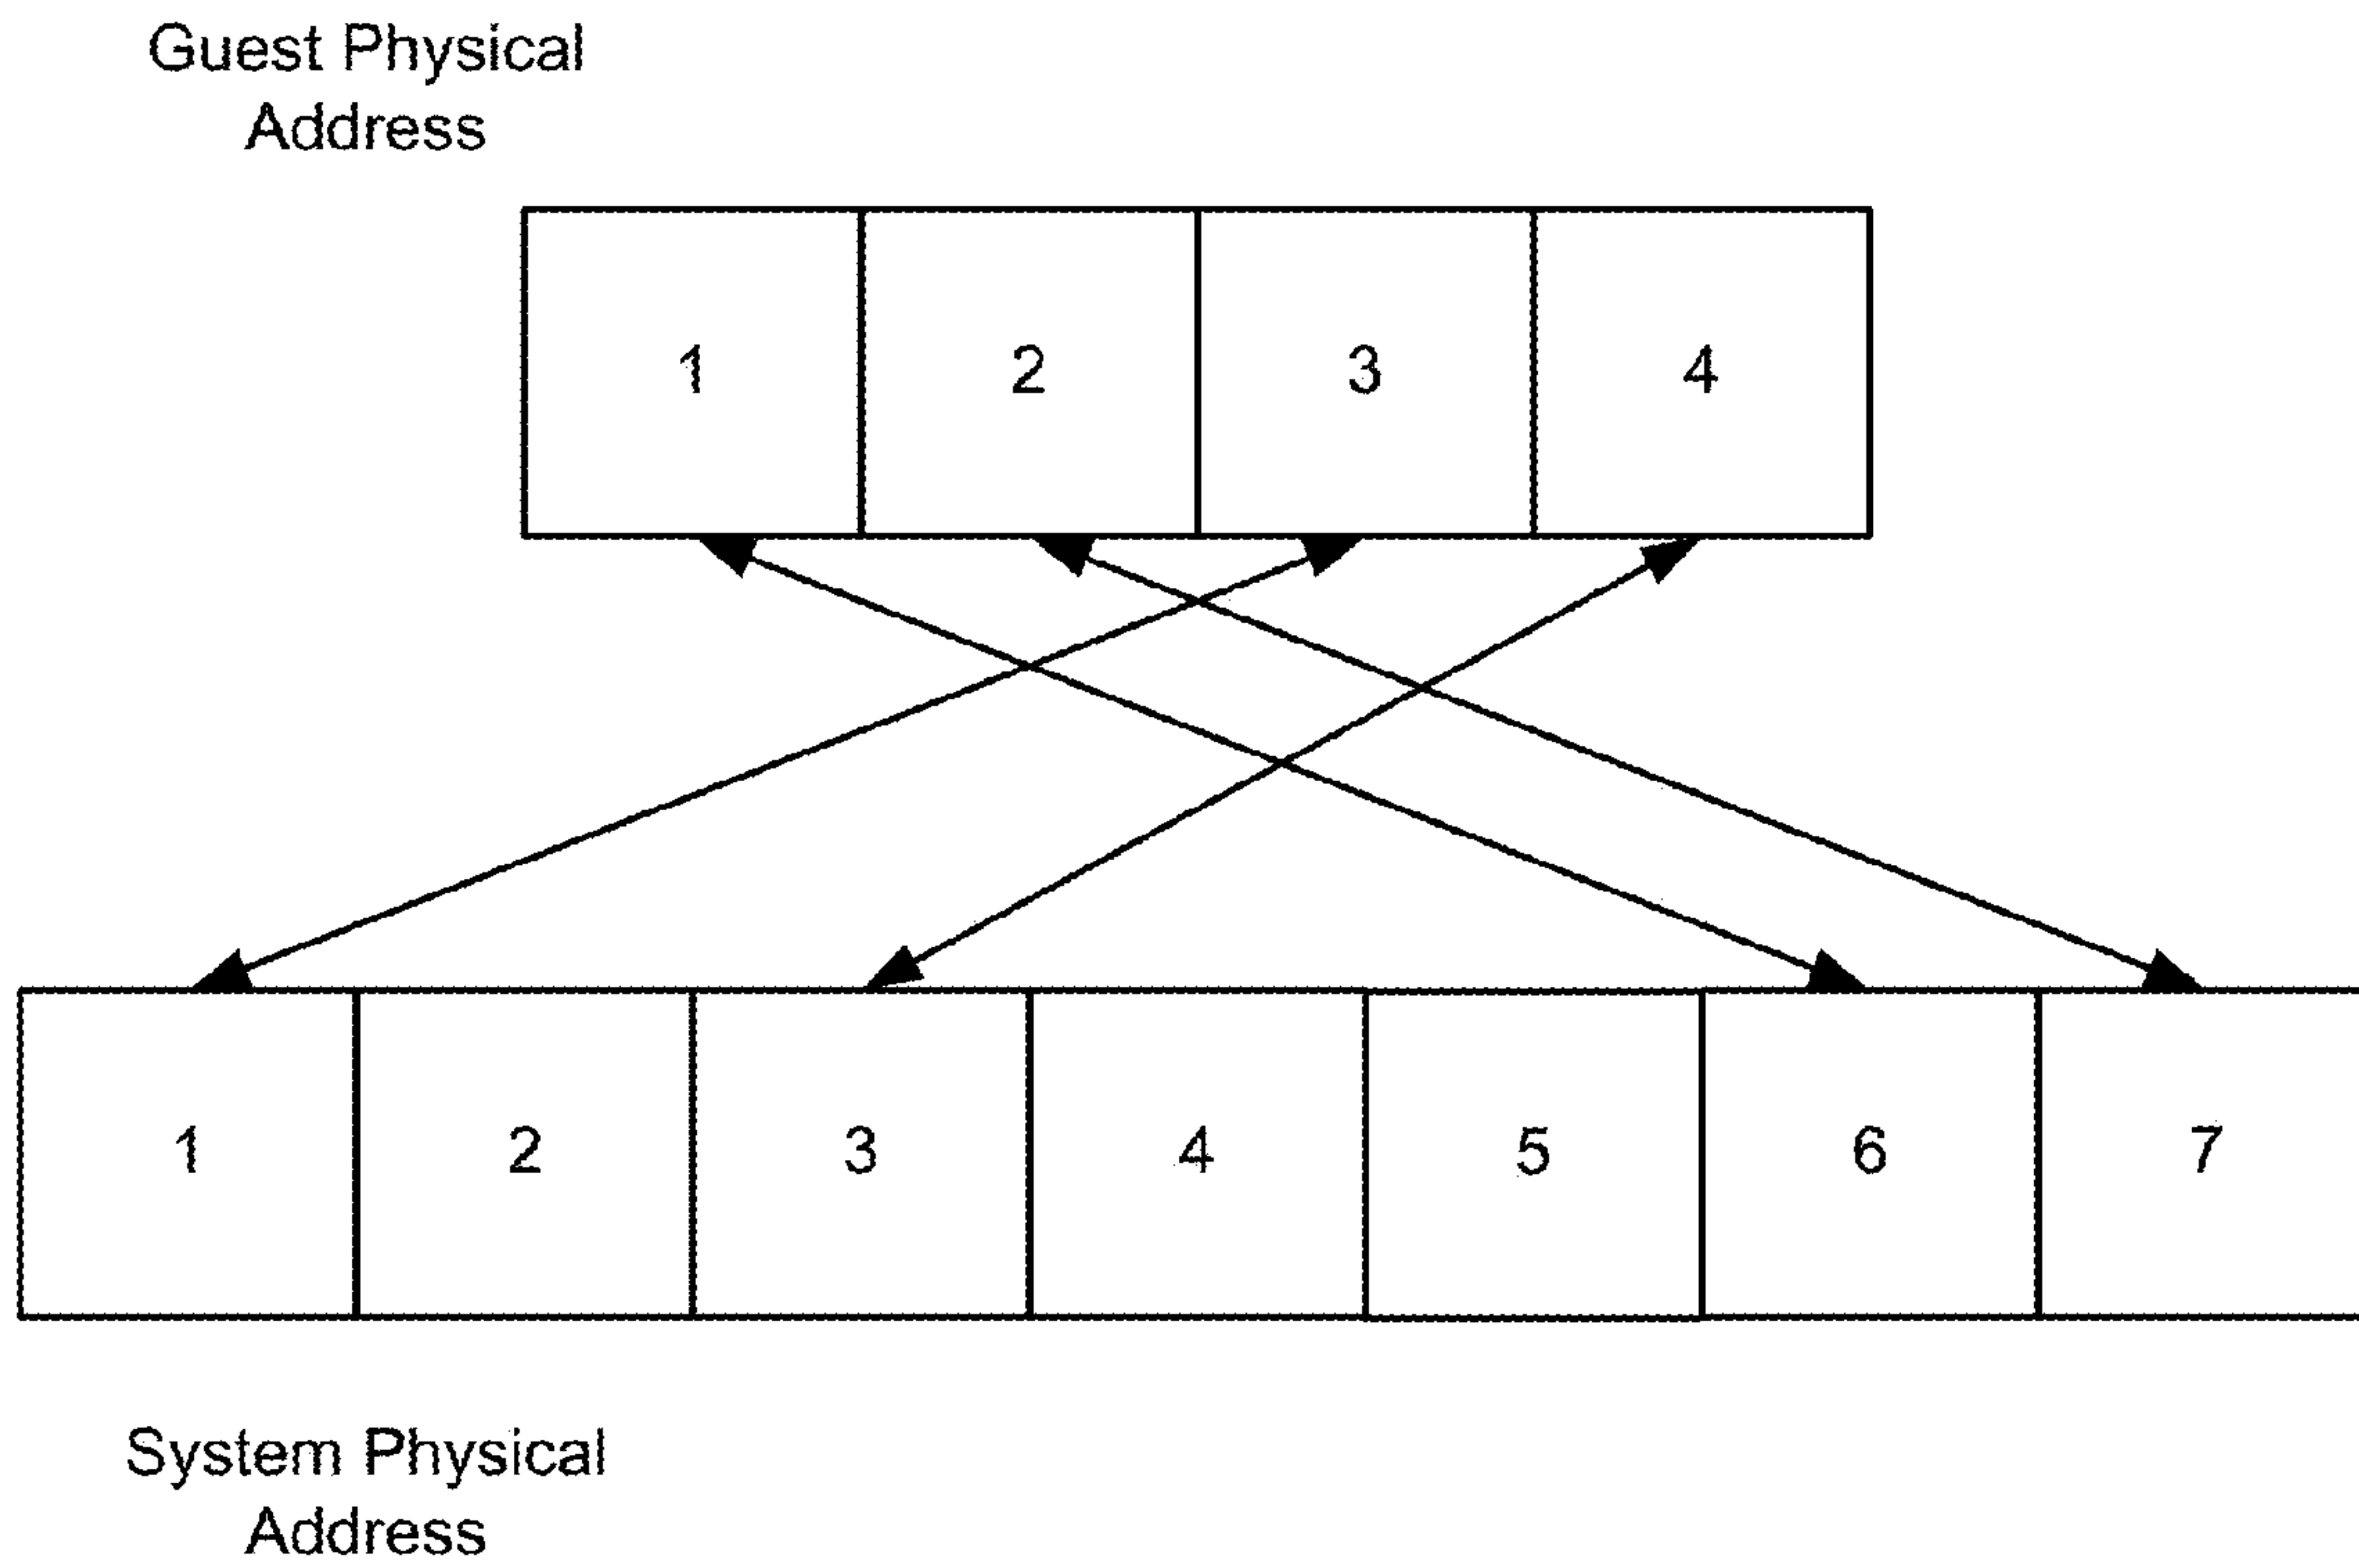 Guest Physical
Address
1 2 3 4
1 2 3 4 5 6 7
System Physical
Address